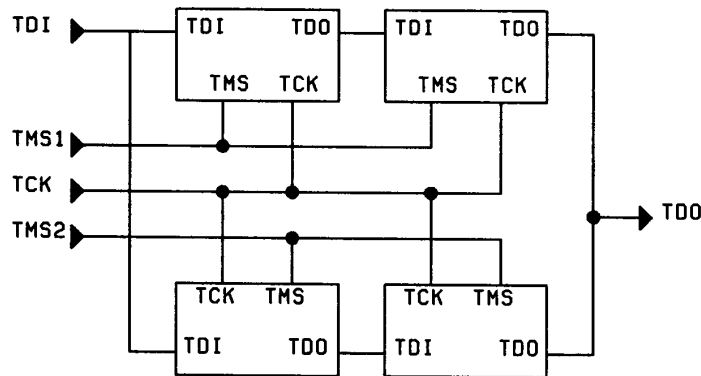 TDI
TDI TDO
TDI TDO
TMS TCK
TMS TCK
TMS1
TCK
TDO
TMS2
TCK TMS
TCK TMS
TDI TDO
TDI TDO